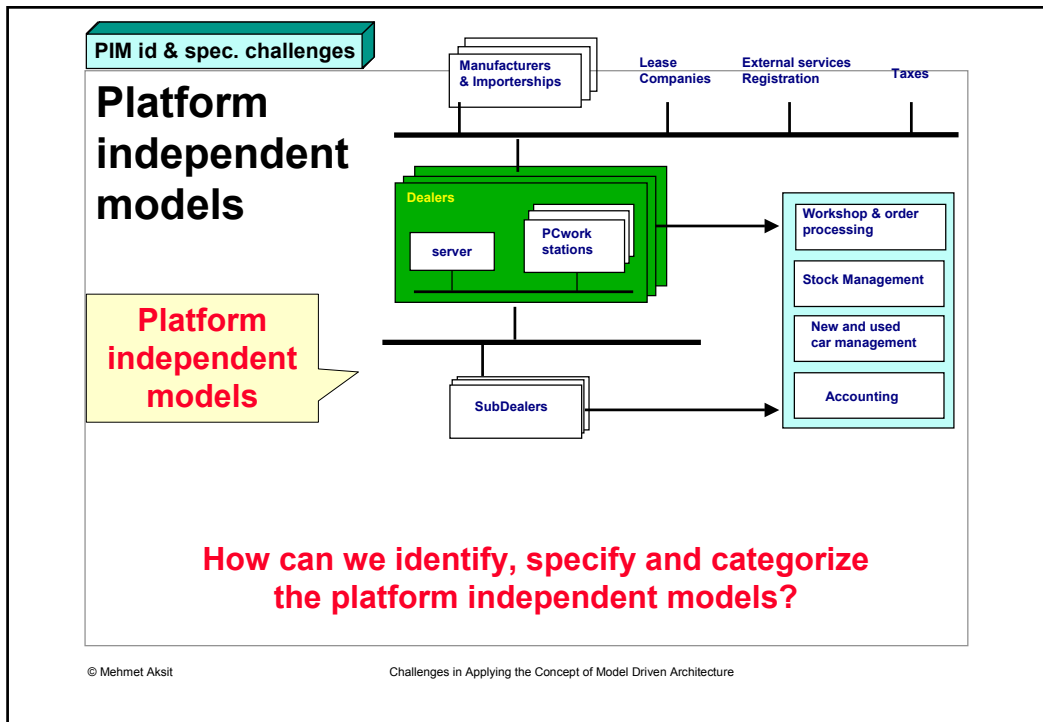 PIM id & spec. challenges
Platform
independent
models
Manufacturers
& Importerships
Lease
Companies
External services
Registration
Taxes
Dealers
server
PCwork
stations
Workshop & order
processing
Stock Management
New and used
car management
Accounting
Platform
independent
models
SubDealers
How can we identify, specify and categorize
the platform independent models?
© Mehmet Aksit
Challenges in Applying the Concept of Model Driven Architecture